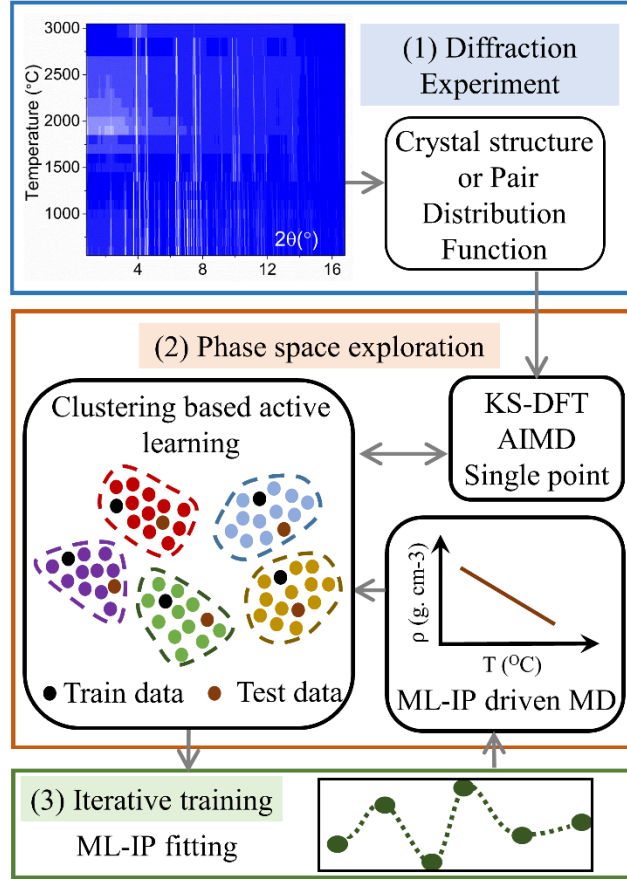 (1) Diffraction
Experiment
Temperature (°C)
3000
2500
2000
1500
1000
2θ(°)
4
8
12
16
Crystal structure
or Pair
Distribution
Function
(2) Phase space exploration
Clustering based active
learning
Train data
Test data
KS-DFT
AIMD
Single point
ρ (g. cm-3)
T (OC)
ML-IP driven MD
(3) Iterative training
ML-IP fitting